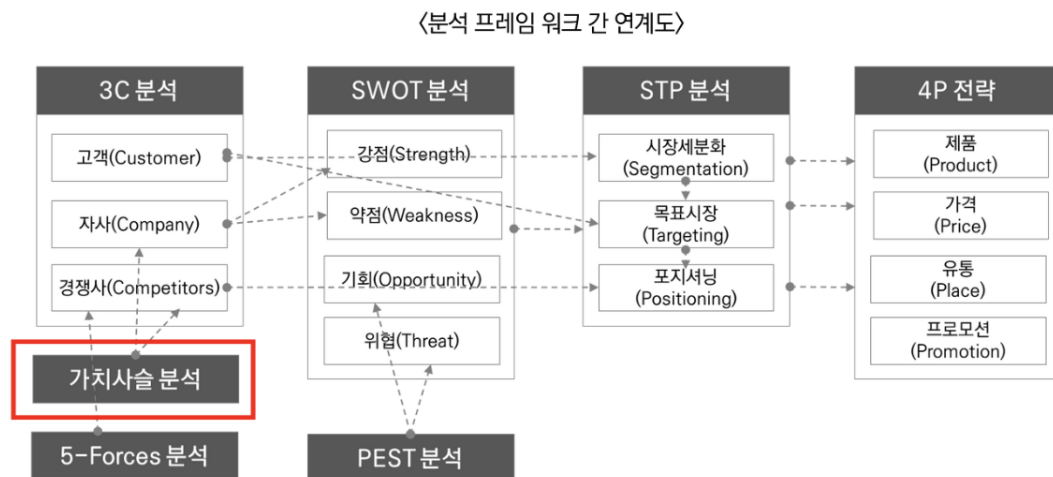 〈분석 프레임 워크 간 연계도〉
3C 분석
고객(Customer)
자사(Company)
경쟁사(Competitors)
가치사슬 분석
5-Forces 분석
SWOT 분석
강점(Strength)
약점(Weakness)
기회(Opportunity)
위협(Threat)
PEST 분석
STP 분석
시장세분화
(Segmentation)
목표시장
(Targeting)
포지셔닝
(Positioning)
4P 전략
제품
(Product)
가격
(Price)
유통
(Place)
프로모션
(Promotion)